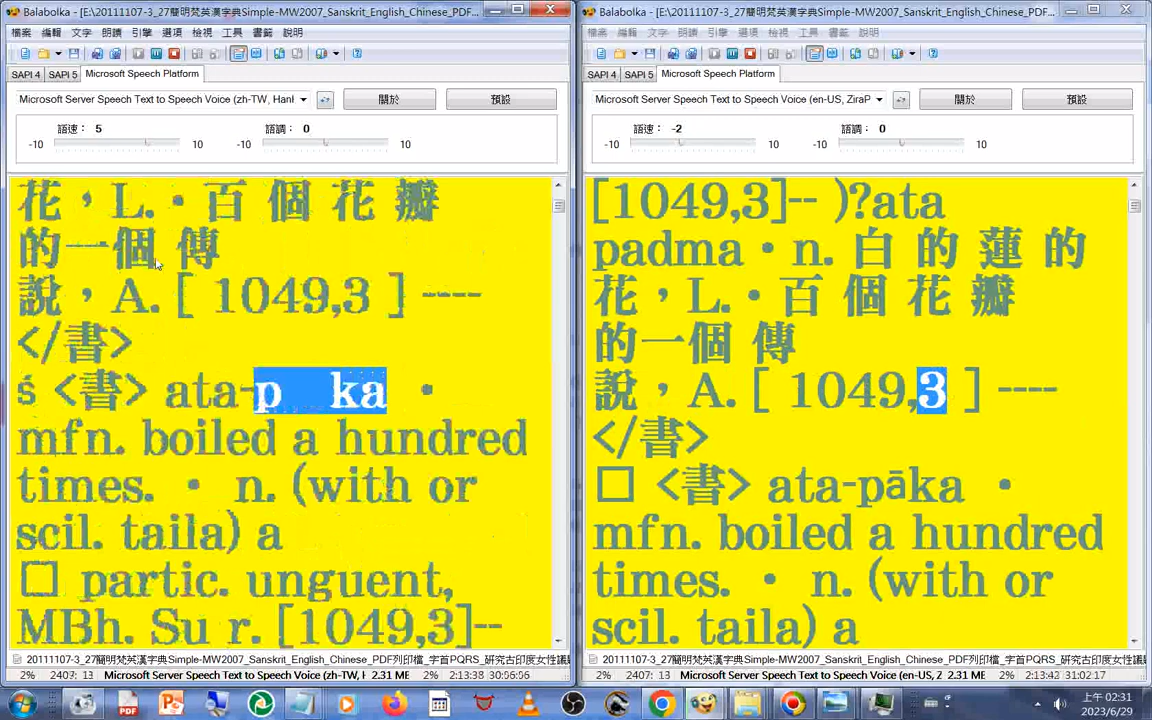 Balabolka - [E:\20111107-3_27簡明梵英漢字典Simple-MW2007_Sanskrit_English_Chinese_PDF...
檔案 編輯 文字 朗讀 引擎 選項 檢視 工具 書籤 說明
SAPI 4 SAPI 5 Microsoft Speech Platform
Microsoft Server Speech Text to Speech Voice (zh-TW, Hanl
關於
預設
語速： 5
語調： 0
-10 10 -10 10
花，L.‧百 個 花 瓣
的一個 傳
說，A. [ 1049,3 ] ----
</書>
ś <書> ata-p ka ‧
mfn. boiled a hundred
times. ‧ n. (with or
scil. taila) a
□ partic. unguent,
MBh. Su r. [1049,3]--
20111107-3_27簡明梵英漢字典Simple-MW2007_Sanskrit_English_Chinese_PDF列印檔_字首PQRS_研究古印度女性議
2% 2407: 13 Microsoft Server Speech Text to Speech Voice (zh-TW, H 2.31 ME 2% 2:13:38 30:56:56
Balabolka - [E:\20111107-3_27簡明梵英漢字典Simple-MW2007_Sanskrit_English_Chinese_PDF...
檔案 編輯 文字 朗讀 引擎 選項 檢視 工具 書籤 說明
SAPI 4 SAPI 5 Microsoft Speech Platform
Microsoft Server Speech Text to Speech Voice (en-US, ZiraP
關於
預設
語速： -2
語調： 0
-10 10 -10 10
[1049,3]-- )?ata
padma‧n. 白 的 蓮 的
花，L.‧百 個 花 瓣
的一個 傳
說，A. [ 1049,3 ] ----
</書>
□ <書> ata-pāka ‧
mfn. boiled a hundred
times. ‧ n. (with or
scil. taila) a
20111107-3_27簡明梵英漢字典Simple-MW2007_Sanskrit_English_Chinese_PDF列印檔_字首PQRS_研究古印度女性議
2% 2407: 13 Microsoft Server Speech Text to Speech Voice (en-US, Z 2.31 ME 2% 2:13:42 31:02:17
PDF
上午 02:31
2023/6/29